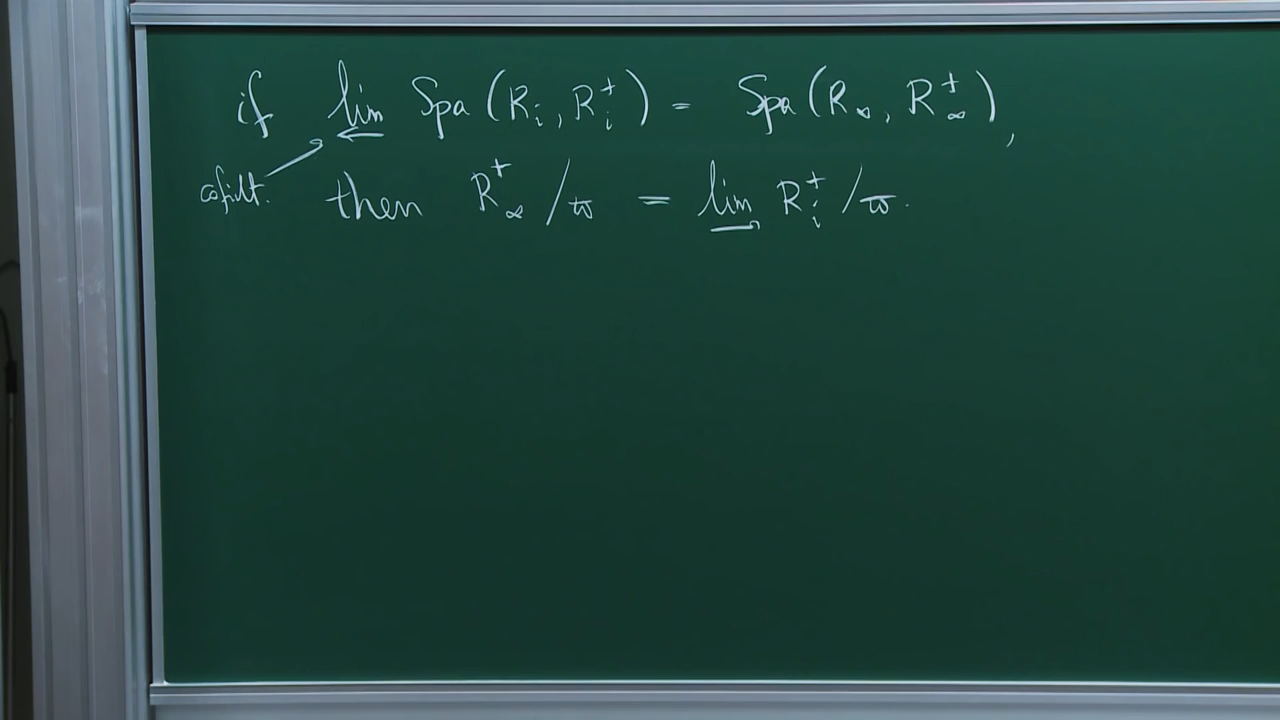 if lim← Spa(R_i, R_i^+) = Spa(R_∞, R_∞^+),
cofilt. then R_∞^+/ϖ = lim→ R_i^+/ϖ.